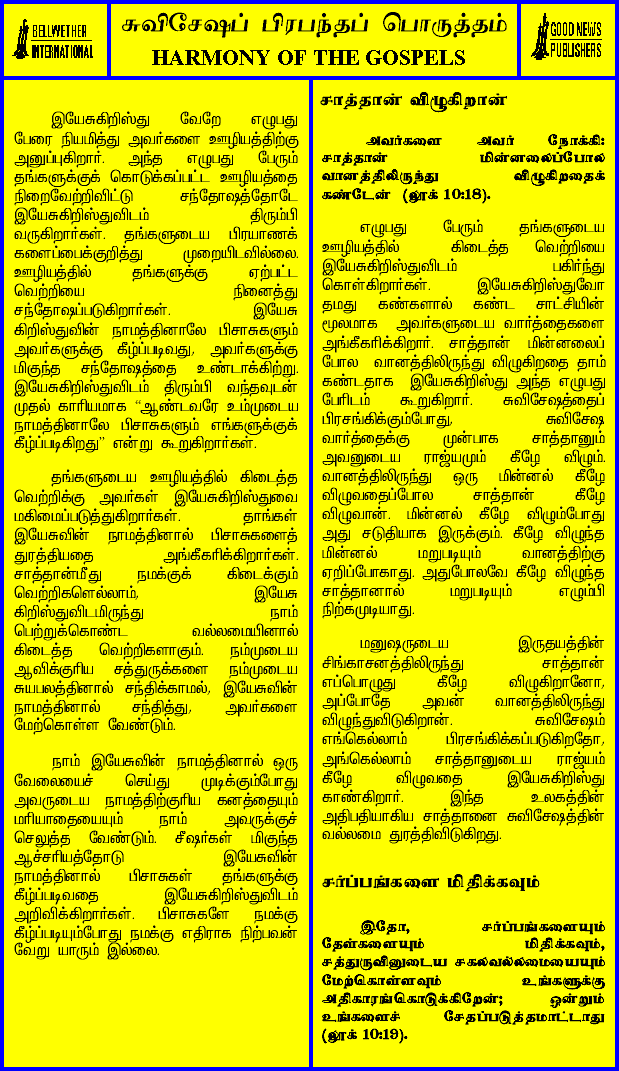 BELLWETHER
INTERNATIONAL
சுவிசேஷப் பிரபந்தப் பொருத்தம்
HARMONY OF THE GOSPELS
GOOD NEWS
PUBLISHERS
இயேசுகிறிஸ்து வேறே எழுபது
பேரை நியமித்து அவர்களை ஊழியத்திற்கு
அனுப்புகிறார். அந்த எழுபது பேரும்
தங்களுக்குக் கொடுக்கப்பட்ட ஊழியத்தை
நிறைவேற்றிவிட்டு சந்தோஷத்தோடே
இயேசுகிறிஸ்துவிடம் திரும்பி
வருகிறார்கள். தங்களுடைய பிரயாணக்
களைப்பைக்குறித்து முறையிடவில்லை.
ஊழியத்தில் தங்களுக்கு ஏற்பட்ட
வெற்றியை நினைத்து
சந்தோஷப்படுகிறார்கள். இயேசு
கிறிஸ்துவின் நாமத்தினாலே பிசாசுகளும்
அவர்களுக்கு கீழ்ப்படிவது, அவர்களுக்கு
மிகுந்த சந்தோஷத்தை உண்டாக்கிற்று.
இயேசுகிறிஸ்துவிடம் திரும்பி வந்தவுடன்
முதல் காரியமாக “ஆண்டவரே உம்முடைய
நாமத்தினாலே பிசாசுகளும் எங்களுக்குக்
கீழ்ப்படிகிறது” என்று கூறுகிறார்கள்.
தங்களுடைய ஊழியத்தில் கிடைத்த
வெற்றிக்கு அவர்கள் இயேசுகிறிஸ்துவை
மகிமைப்படுத்துகிறார்கள். தாங்கள்
இயேசுவின் நாமத்தினால் பிசாசுகளைத்
துரத்தியதை அங்கீகரிக்கிறார்கள்.
சாத்தான்மீது நமக்குக் கிடைக்கும்
வெற்றிகளெல்லாம், இயேசு
கிறிஸ்துவிடமிருந்து நாம்
பெற்றுக்கொண்ட வல்லமையினால்
கிடைத்த வெற்றிகளாகும். நம்முடைய
ஆவிக்குரிய சத்துருக்களை நம்முடைய
சுயபலத்தினால் சந்திக்காமல், இயேசுவின்
நாமத்தினால் சந்தித்து, அவர்களை
மேற்கொள்ள வேண்டும்.
நாம் இயேசுவின் நாமத்தினால் ஒரு
வேலையைச் செய்து முடிக்கும்போது
அவருடைய நாமத்திற்குரிய கனத்தையும்
மரியாதையையும் நாம் அவருக்குச்
செலுத்த வேண்டும். சீஷர்கள் மிகுந்த
ஆச்சரியத்தோடு இயேசுவின்
நாமத்தினால் பிசாசுகள் தங்களுக்கு
கீழ்ப்படிவதை இயேசுகிறிஸ்துவிடம்
அறிவிக்கிறார்கள். பிசாசுகளே நமக்கு
கீழ்ப்படியும்போது நமக்கு எதிராக நிற்பவன்
வேறு யாரும் இல்லை.
சாத்தான் விழுகிறான்
அவர்களை அவர் நோக்கி:
சாத்தான் மின்னலைப்போல
வானத்திலிருந்து விழுகிறதைக்
கண்டேன் (லூக் 10:18).
எழுபது பேரும் தங்களுடைய
ஊழியத்தில் கிடைத்த வெற்றியை
இயேசுகிறிஸ்துவிடம் பகிர்ந்து
கொள்கிறார்கள். இயேசுகிறிஸ்துவோ
தமது கண்களால் கண்ட சாட்சியின்
மூலமாக அவர்களுடைய வார்த்தைகளை
அங்கீகரிக்கிறார். சாத்தான் மின்னலைப்
போல வானத்திலிருந்து விழுகிறதை தாம்
கண்டதாக இயேசுகிறிஸ்து அந்த எழுபது
பேரிடம் கூறுகிறார். சுவிசேஷத்தைப்
பிரசங்கிக்கும்போது, சுவிசேஷ
வார்த்தைக்கு முன்பாக சாத்தானும்
அவனுடைய ராஜ்யமும் கீழே விழும்.
வானத்திலிருந்து ஒரு மின்னல் கீழே
விழுவதைப்போல சாத்தான் கீழே
விழுவான். மின்னல் கீழே விழும்போது
அது சடுதியாக இருக்கும். கீழே விழுந்த
மின்னல் மறுபடியும் வானத்திற்கு
ஏறிப்போகாது. அதுபோலவே கீழே விழுந்த
சாத்தானால் மறுபடியும் எழும்பி
நிற்கமுடியாது.
மனுஷருடைய இருதயத்தின்
சிங்காசனத்திலிருந்து சாத்தான்
எப்பொழுது கீழே விழுகிறானோ,
அப்போதே அவன் வானத்திலிருந்து
விழுந்துவிடுகிறான். சுவிசேஷம்
எங்கெல்லாம் பிரசங்கிக்கப்படுகிறதோ,
அங்கெல்லாம் சாத்தானுடைய ராஜ்யம்
கீழே விழுவதை இயேசுகிறிஸ்து
காண்கிறார். இந்த உலகத்தின்
அதிபதியாகிய சாத்தானை சுவிசேஷத்தின்
வல்லமை துரத்திவிடுகிறது.
சர்ப்பங்களை மிதிக்கவும்
இதோ, சர்ப்பங்களையும்
தேள்களையும் மிதிக்கவும்,
சத்துருவினுடைய சகலவல்லமையையும்
மேற்கொள்ளவும் உங்களுக்கு
அதிகாரங்கொடுக்கிறேன்; ஒன்றும்
உங்களைச் சேதப்படுத்தமாட்டாது
(லூக் 10:19).